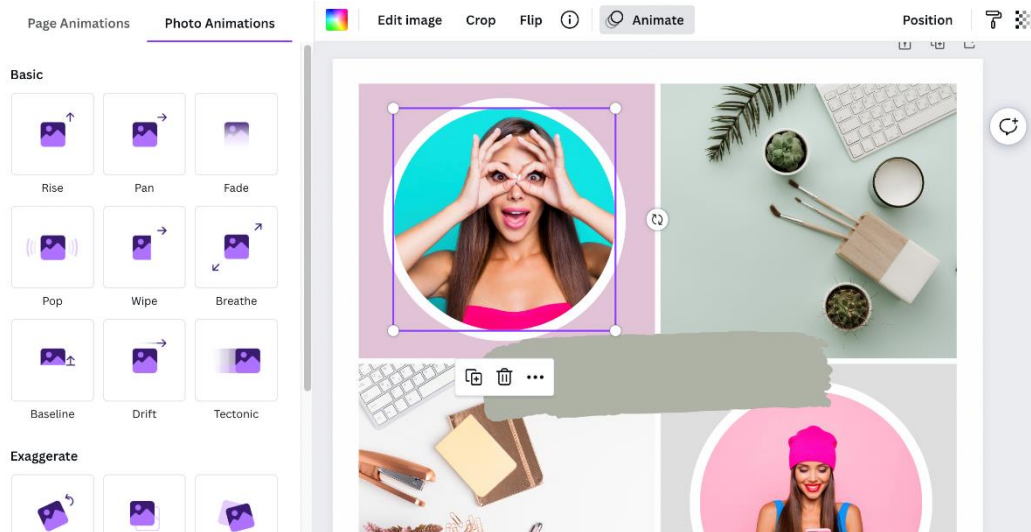 Page Animations
Photo Animations
Edit image
Crop
Flip
Animate
Position
Basic
Rise
Pan
Fade
Pop
Wipe
Breathe
Baseline
Drift
Tectonic
Exaggerate